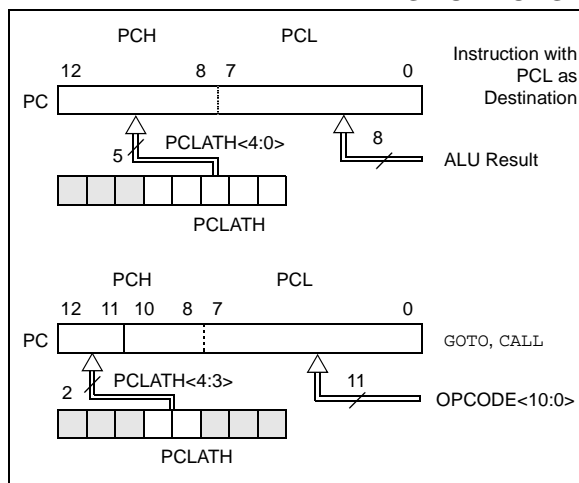 PCH PCL
12 8 7 0
Instruction with
PCL as
Destination
PC
5 PCLATH<4:0> 8
ALU Result
PCLATH
PCH PCL
12 11 10 8 7 0
PC GOTO, CALL
2 PCLATH<4:3> 11
OPCODE<10:0>
PCLATH